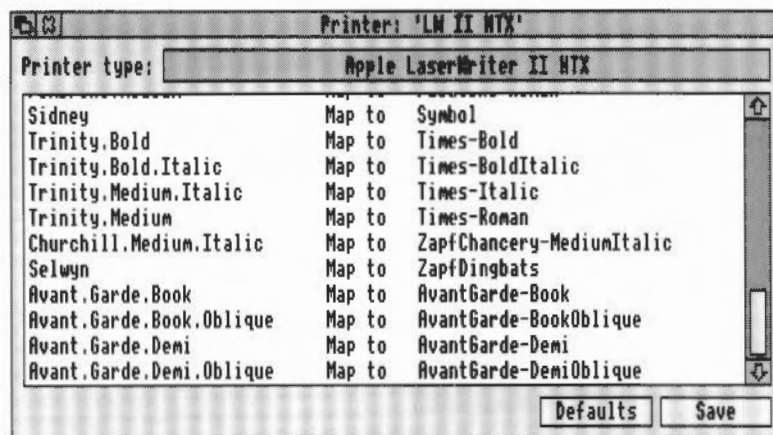 Printer: 'LW II NTX'
Printer type: Apple LaserWriter II NTX
Sidney Map to Symbol
Trinity.Bold Map to Times-Bold
Trinity.Bold.Italic Map to Times-BoldItalic
Trinity.Medium.Italic Map to Times-Italic
Trinity.Medium Map to Times-Roman
Churchill.Medium.Italic Map to ZapfChancery-MediumItalic
Selwyn Map to ZapfDingbats
Avant.Garde.Book Map to AvantGarde-Book
Avant.Garde.Book.Oblique Map to AvantGarde-BookOblique
Avant.Garde.Demi Map to AvantGarde-Demi
Avant.Garde.Demi.Oblique Map to AvantGarde-DemiOblique
Defaults Save